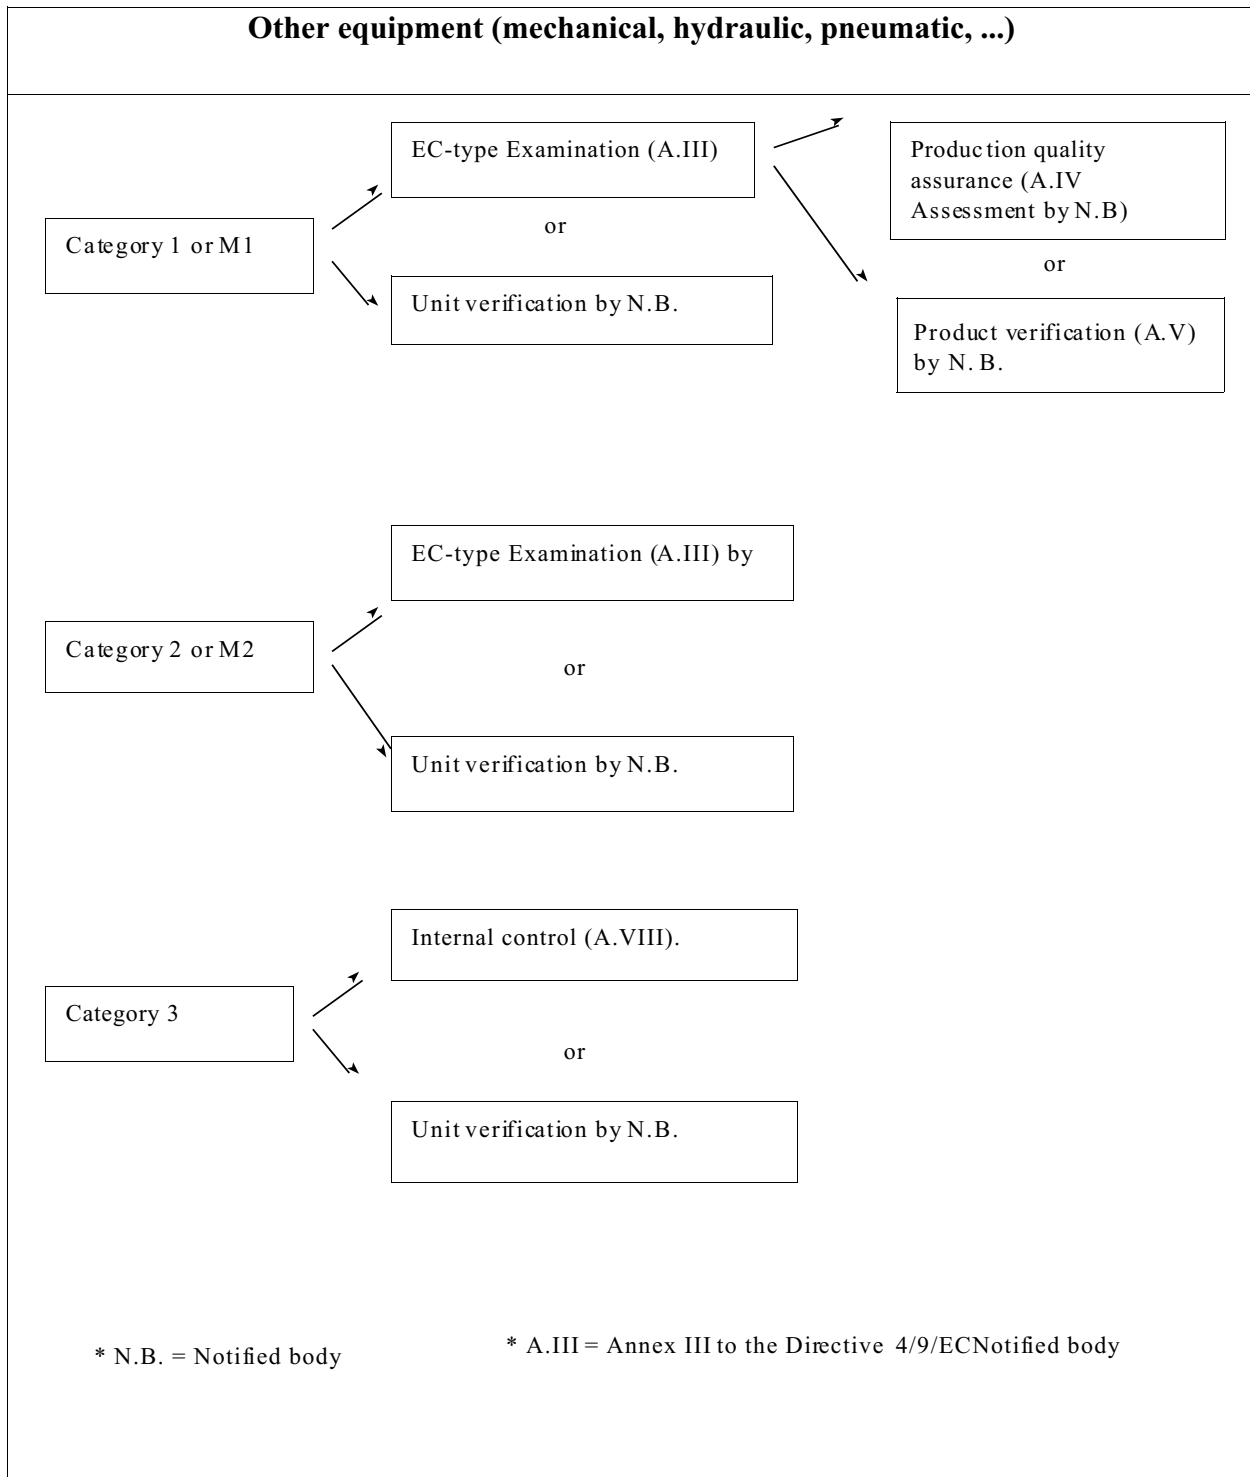 Other equipment (mechanical, hydraulic, pneumatic, ...)
EC-type Examination (A.III)
Production quality
assurance (A.IV
Assessment by N.B)
or
Category 1 or M1
or
Unit verification by N.B.
Product verification (A.V)
by N. B.
EC-type Examination (A.III) by
Category 2 or M2
or
Unit verification by N.B.
Internal control (A.VIII).
Category 3
or
Unit verification by N.B.
* N.B. = Notified body
* A.III = Annex III to the Directive 4/9/ECNotified body